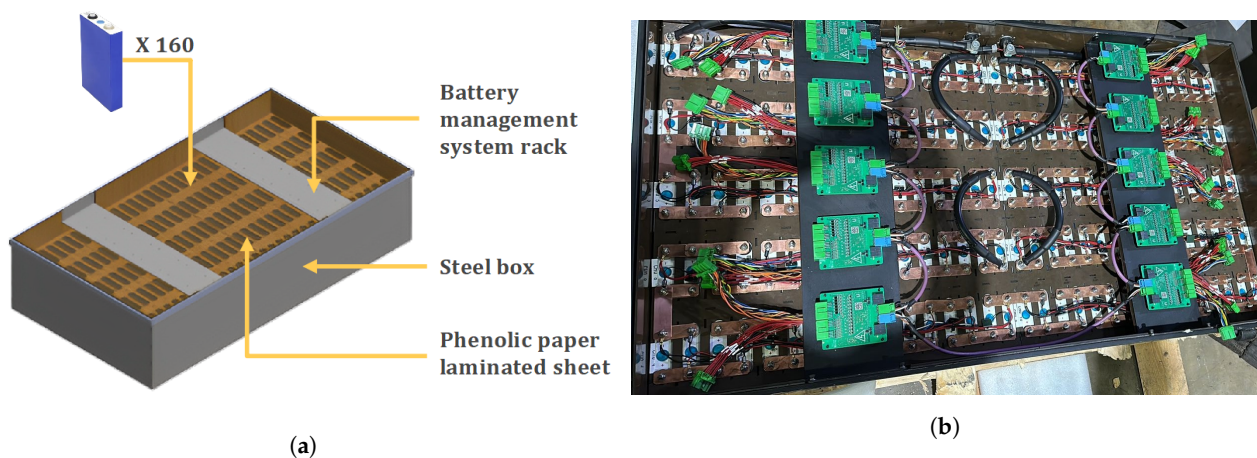 X 160
Battery
management
system rack
Steel box
Phenolic paper
laminated sheet
(a)
(b)